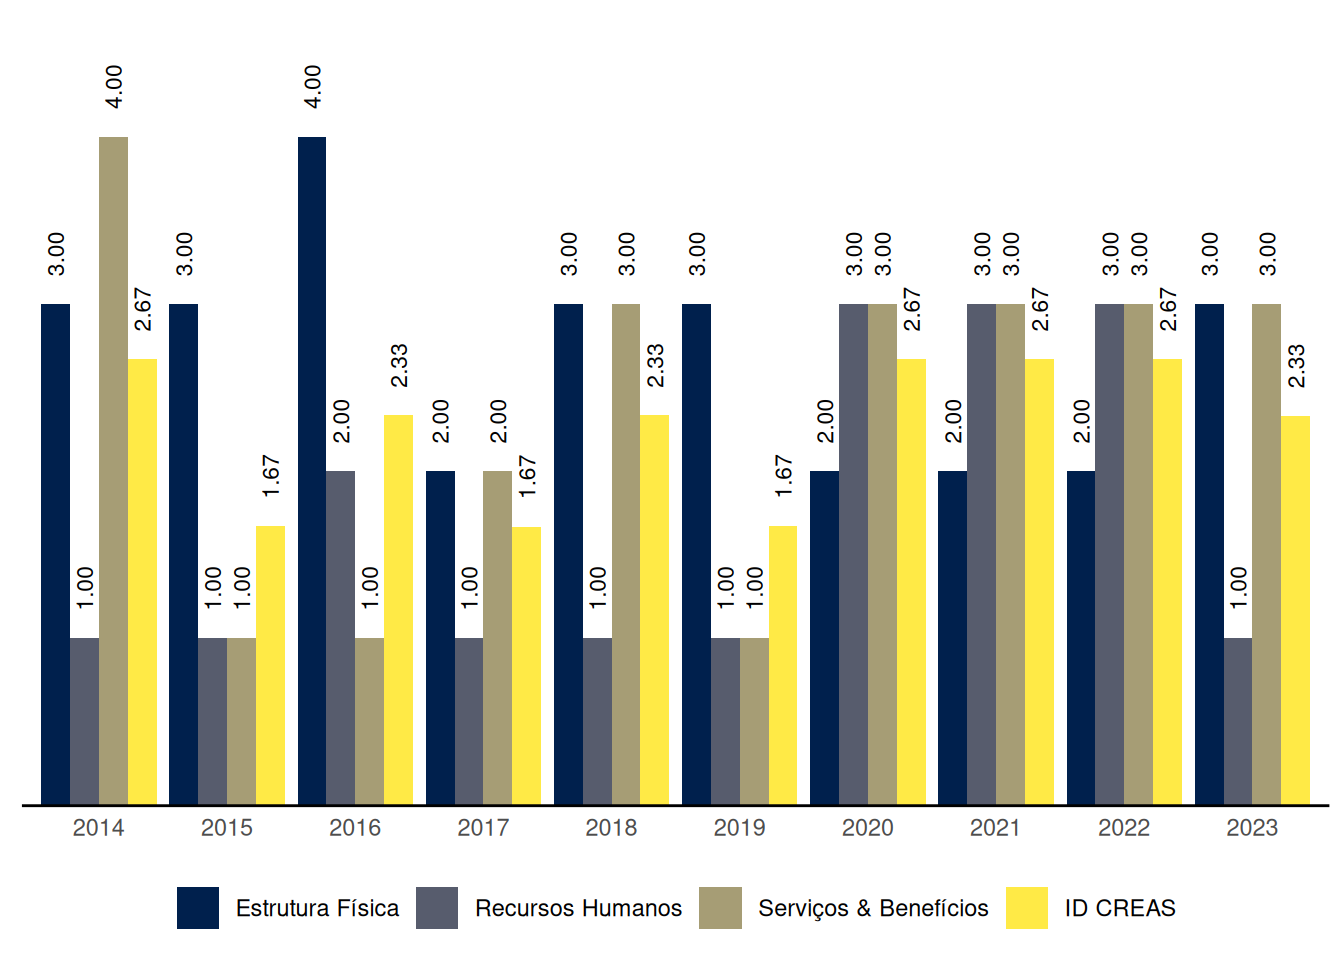 4.00 4.00
3.00 3.00 3.00 3.00 3.00 3.00 3.00 3.00 3.00 3.00 3.00 3.00 3.00
2.67 2.67 2.67 2.67
2.33 2.33 2.33
2.00 2.00 2.00 2.00 2.00 2.00
1.67 1.67 1.67
1.00 1.00 1.00 1.00 1.00 1.00 1.00 1.00 1.00
2014 2015 2016 2017 2018 2019 2020 2021 2022 2023
Estrutura Física Recursos Humanos Serviços & Benefícios ID CREAS